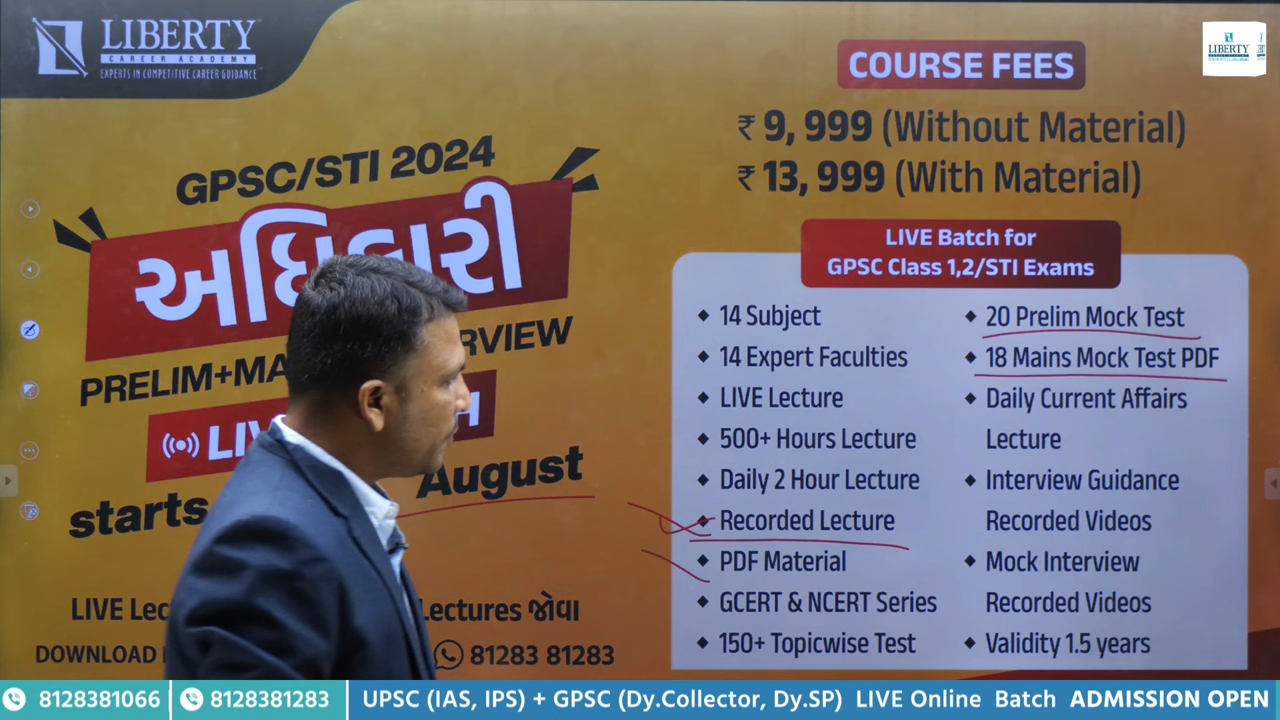 LIBERTY
CAREER ACADEMY
EXPERTS IN COMPETITIVE CAREER GUIDANCE
LIBERTY
GPSC/STI 2024
PRELIM+
starts
August
LIVE
Lectures જોવા
DOWNLOAD
81283 81283
COURSE FEES
₹ 9, 999 (Without Material)
₹ 13, 999 (With Material)
LIVE Batch for
GPSC Class 1,2/STI Exams
14 Subject
14 Expert Faculties
LIVE Lecture
500+ Hours Lecture
Daily 2 Hour Lecture
Recorded Lecture
PDF Material
GCERT & NCERT Series
150+ Topicwise Test
20 Prelim Mock Test
18 Mains Mock Test PDF
Daily Current Affairs
Lecture
Interview Guidance
Recorded Videos
Mock Interview
Recorded Videos
Validity 1.5 years
8128381066 8128381283 UPSC (IAS, IPS) + GPSC (Dy.Collector, Dy.SP) LIVE Online Batch ADMISSION OPEN